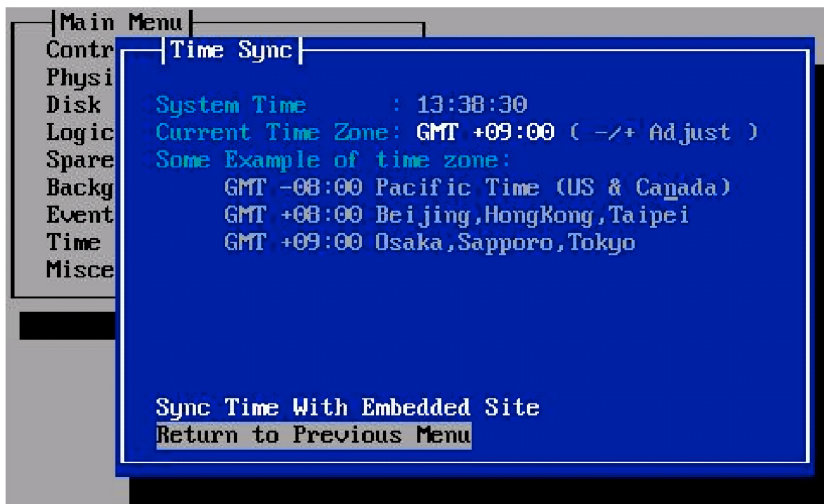 Main Menu
Contr
Time Sync
Physi
Disk
System Time : 13:38:30
Logic
Current Time Zone: GMT +09:00 ( -/+ Adjust )
Spare
Some Example of time zone:
Backg
GMT -08:00 Pacific Time (US & Canada)
Event
GMT +08:00 Beijing,HongKong,Taipei
Time
GMT +09:00 Osaka,Sapporo,Tokyo
Misce
Sync Time With Embedded Site
Return to Previous Menu